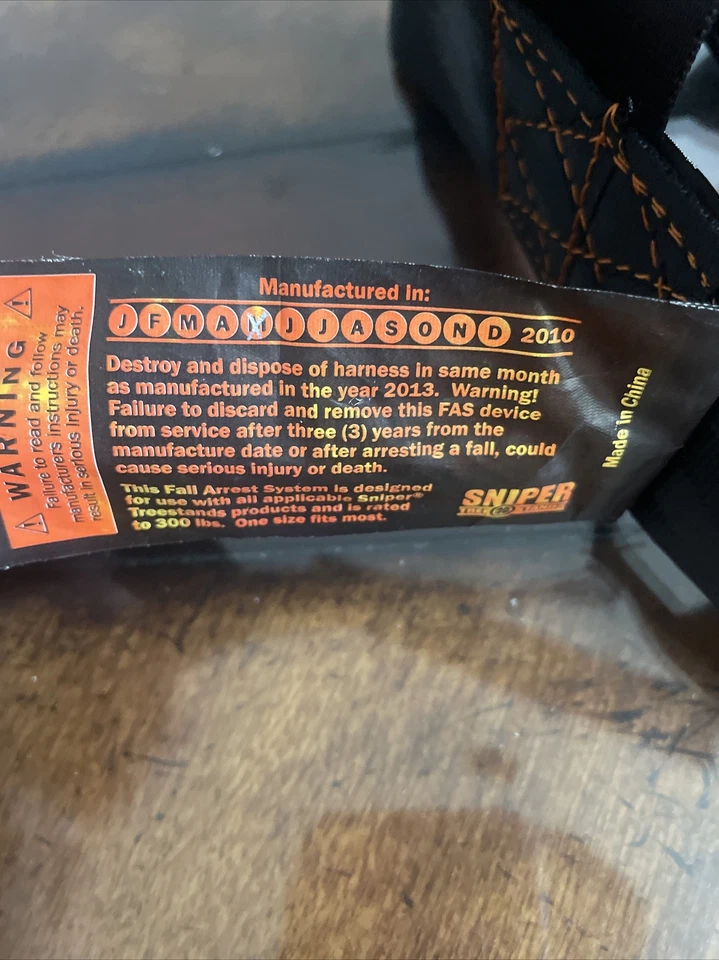 WARNING
Failure to read and follow
manufacturers instructions may
result in serious injury or death.
Manufactured in:
J F M A M J J A S O N D 2010
Destroy and dispose of harness in same month
as manufactured in the year 2013. Warning!
Failure to discard and remove this FAS device
from service after three (3) years from the
manufacture date or after arresting a fall, could
cause serious injury or death.
This Fall Arrest System is designed
for use with all applicable Sniper®
Treestands products and is rated
to 300 lbs. One size fits most.
SNIPER
TREE STANDS
Made in China